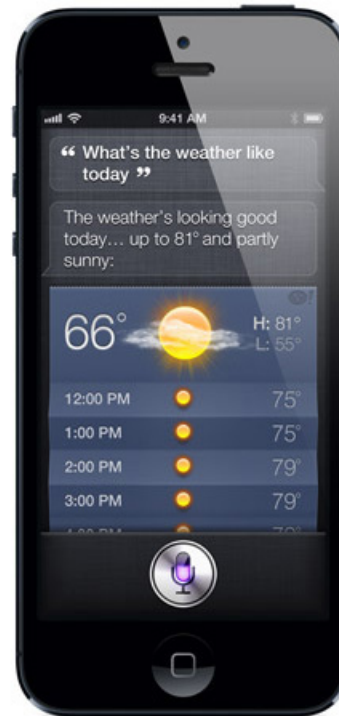 9:41 AM
“ What's the weather like
today ”
The weather's looking good
today... up to 81° and partly
sunny:
66°
H: 81°
L: 55°
12:00 PM 75°
1:00 PM 75°
2:00 PM 79°
3:00 PM 79°